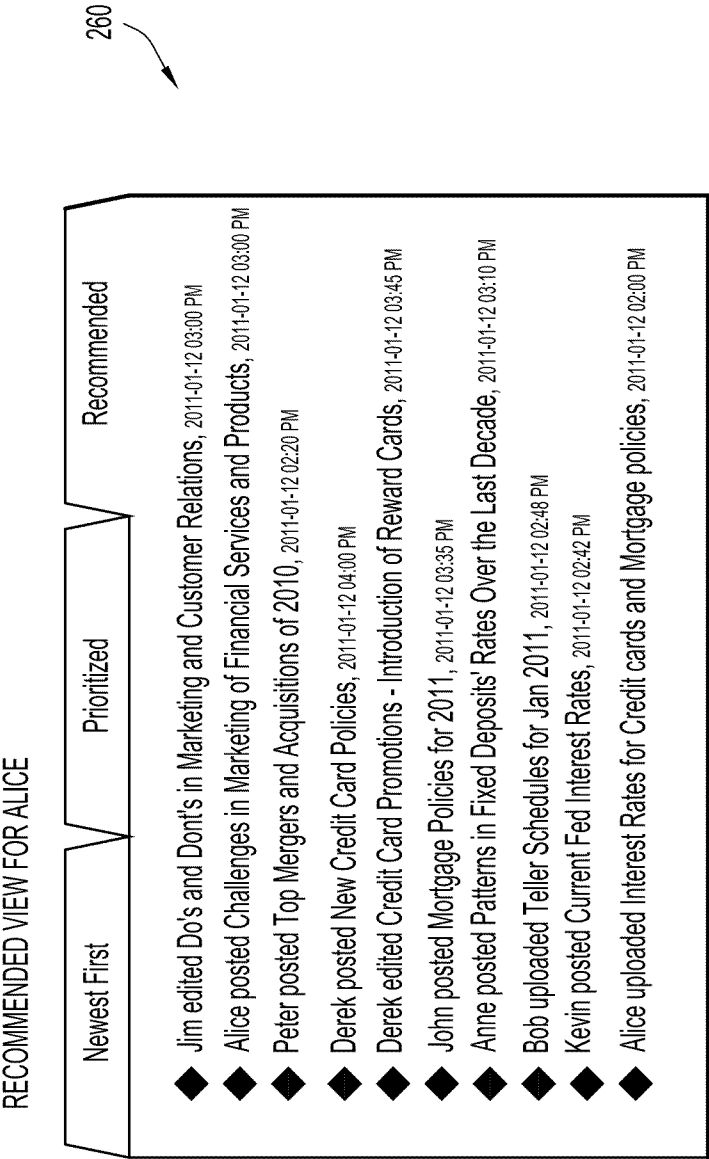 RECOMMENDED VIEW FOR ALICE
260
Newest First
Prioritized
Recommended
Jim edited Do's and Dont's in Marketing and Customer Relations, 2011-01-12 03:00 PM
Alice posted Challenges in Marketing of Financial Services and Products, 2011-01-12 03:00 PM
Peter posted Top Mergers and Acquisitions of 2010, 2011-01-12 02:20 PM
Derek posted New Credit Card Policies, 2011-01-12 04:00 PM
Derek edited Credit Card Promotions - Introduction of Reward Cards, 2011-01-12 03:45 PM
John posted Mortgage Policies for 2011, 2011-01-12 03:35 PM
Anne posted Patterns in Fixed Deposits' Rates Over the Last Decade, 2011-01-12 03:10 PM
Bob uploaded Teller Schedules for Jan 2011, 2011-01-12 02:48 PM
Kevin posted Current Fed Interest Rates, 2011-01-12 02:42 PM
Alice uploaded Interest Rates for Credit cards and Mortgage policies, 2011-01-12 02:00 PM